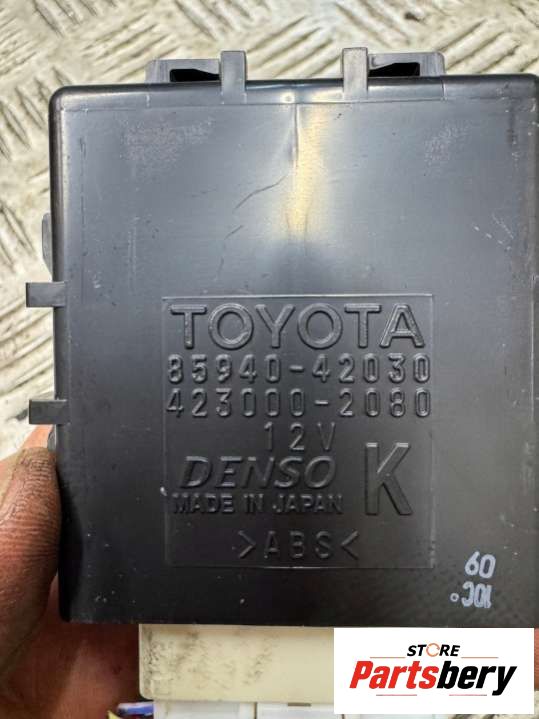 TOYOTA
85940-42030
423000-2080
12V
DENSO K
MADE IN JAPAN
>ABS<
60
STORE
Partsbery